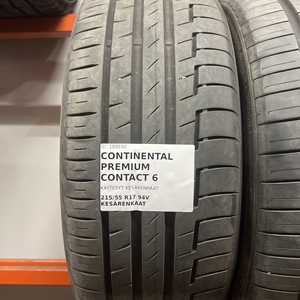 ID: 193530
CONTINENTAL
PREMIUM
CONTACT 6
KÄYTETYT KESÄRENKAAT
215/55 R17 94V
KESÄRENKAAT